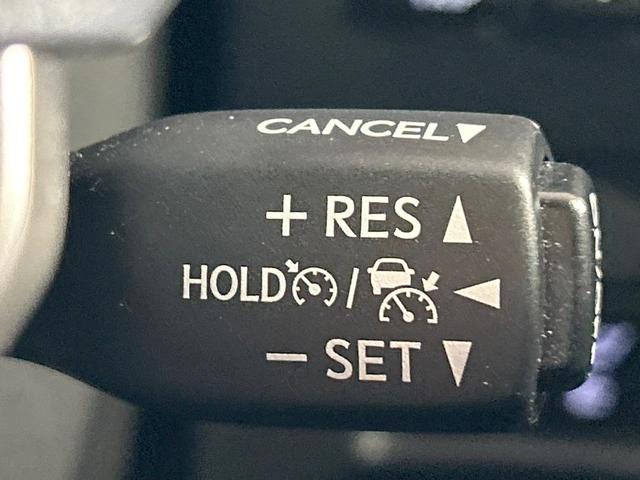 CANCEL▼
+ RES ▲
HOLD / ◀
− SET ▼